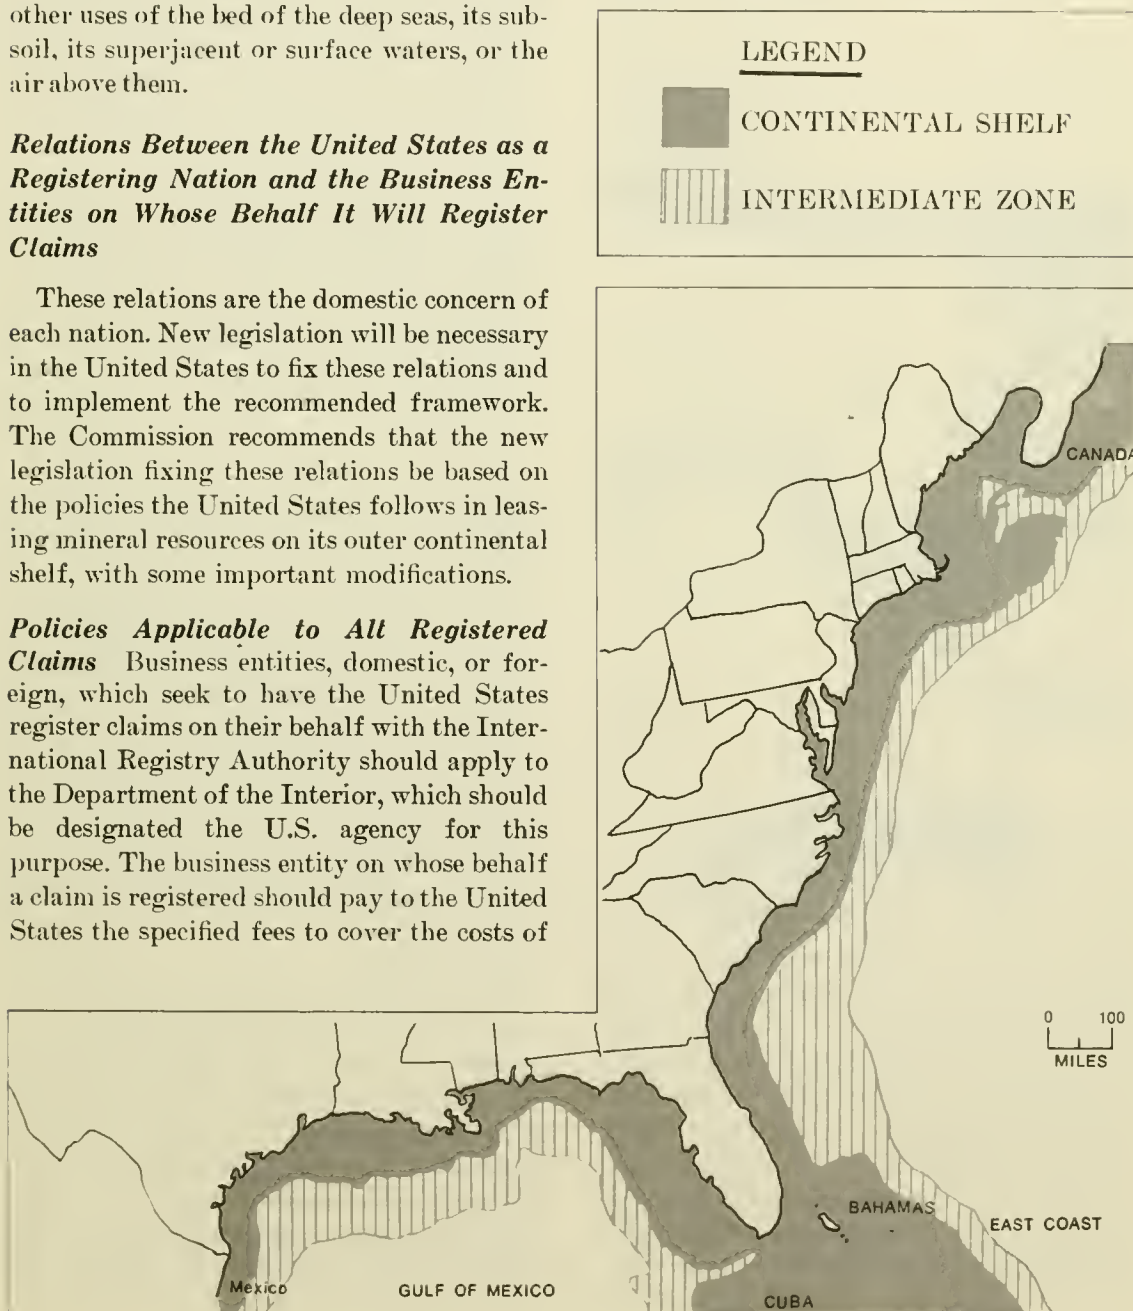 other uses of the bed of the deep seas, its sub-
soil, its superjacent or surface waters, or the
air above them.
Relations Between the United States as a
Registering Nation and the Business En-
tities on Whose Behalf It Will Register
Claims
These relations are the domestic concern of
each nation. New legislation will be necessary
in the United States to fix these relations and
to implement the recommended framework.
The Commission recommends that the new
legislation fixing these relations be based on
the policies the United States follows in leas-
ing mineral resources on its outer continental
shelf, with some important modifications.
Policies Applicable to All Registered
Claims Business entities, domestic, or for-
eign, which seek to have the United States
register claims on their behalf with the Inter-
national Registry Authority should apply to
the Department of the Interior, which should
be designated the U.S. agency for this
purpose. The business entity on whose behalf
a claim is registered should pay to the United
States the specified fees to cover the costs of
LEGEND
CONTINENTAL SHELF
INTERMEDIATE ZONE
CANADA
0 100
MILES
BAHAMAS
EAST COAST
Mexico
GULF OF MEXICO
CUBA